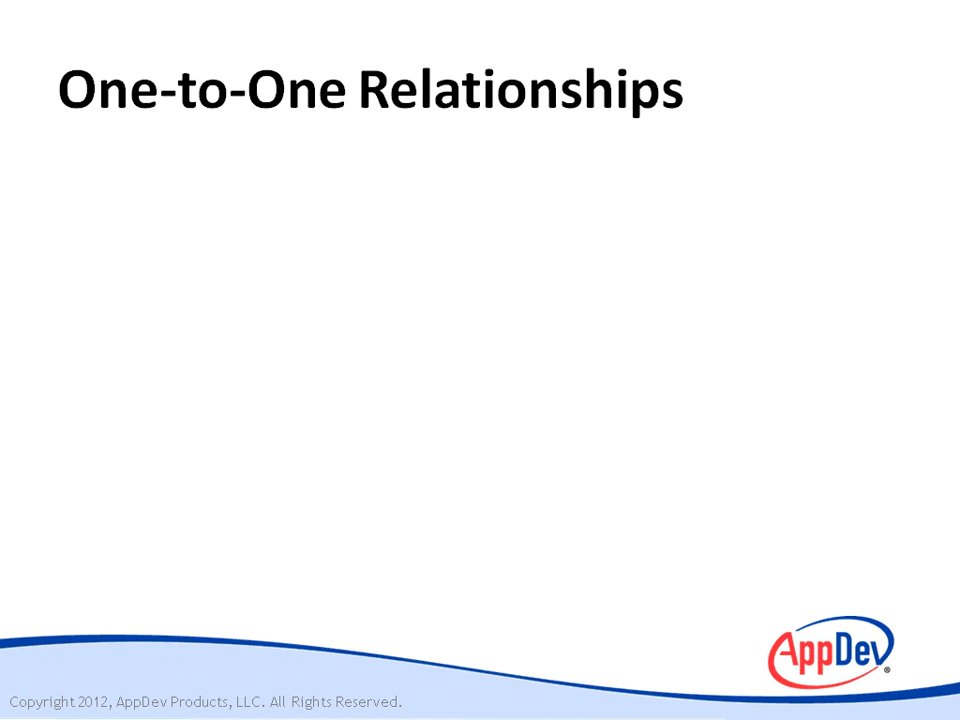 One-to-One Relationships
AppDev®
Copyright 2012, AppDev Products, LLC. All Rights Reserved.